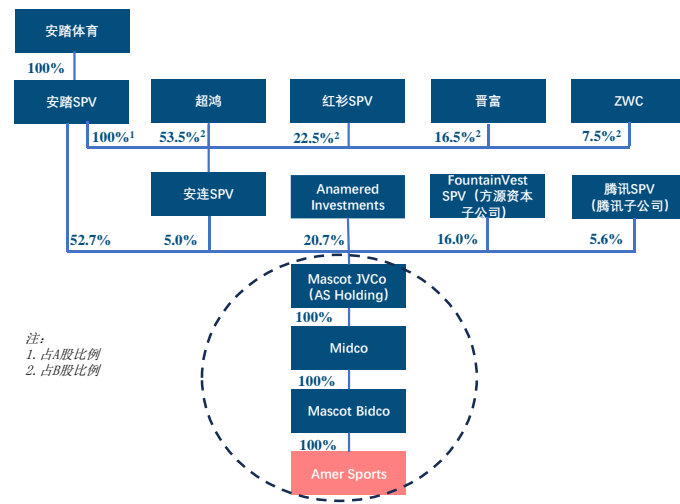 安踏体育
100%
安踏SPV
超鸿
红衫SPV
晋富
ZWC
100%1
53.5%2
22.5%2
16.5%2
7.5%2
安连SPV
Anamered
Investments
FountainVest
SPV（方源资本
子公司）
腾讯SPV
（腾讯子公司）
52.7%
5.0%
20.7%
16.0%
5.6%
Mascot JVCo
（AS Holding）
100%
Midco
100%
Mascot Bidco
100%
Amer Sports
注：
1. 占A股比例
2. 占B股比例